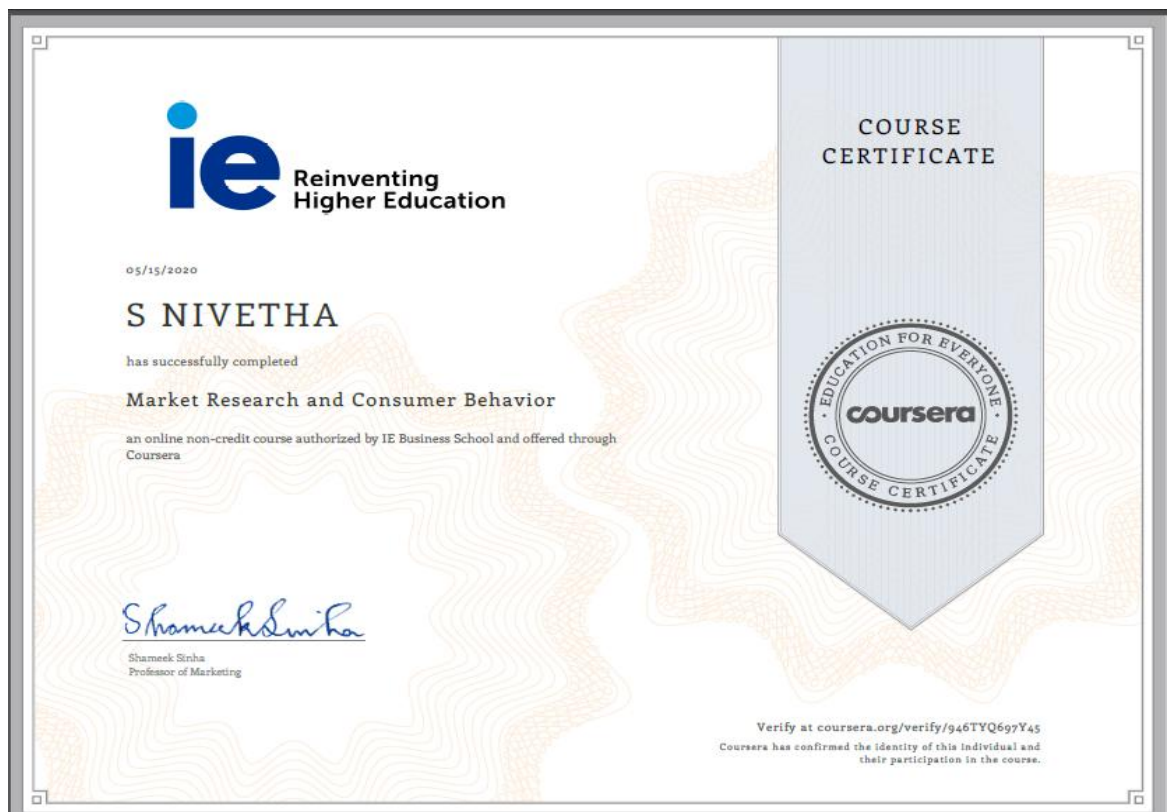 ie
Reinventing
Higher Education
05/15/2020
S NIVETHA
has successfully completed
Market Research and Consumer Behavior
an online non-credit course authorized by IE Business School and offered through
Coursera
Shameek Sinha
Shameek Sinha
Professor of Marketing
COURSE
CERTIFICATE
EDUCATION FOR EVERYONE
coursera
COURSE CERTIFICATE
Verify at coursera.org/verify/946TYQ697Y45
Coursera has confirmed the identity of this individual and
their participation in the course.